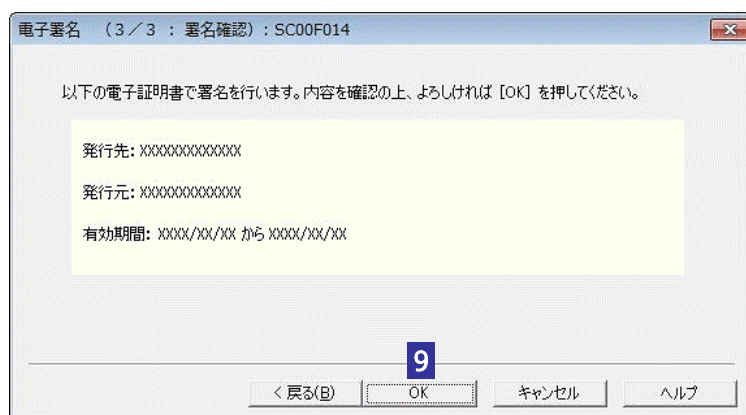 電子署名 (3/3 : 署名確認) : SC00F014
以下の電子証明書で署名を行います。内容を確認の上、よろしければ [OK] を押してください。
発行先: XXXXXXXXXXXXX
発行元: XXXXXXXXXXXXX
有効期間: XXXX/XX/XX から XXXX/XX/XX
9
< 戻る(B) OK キャンセル ヘルプ